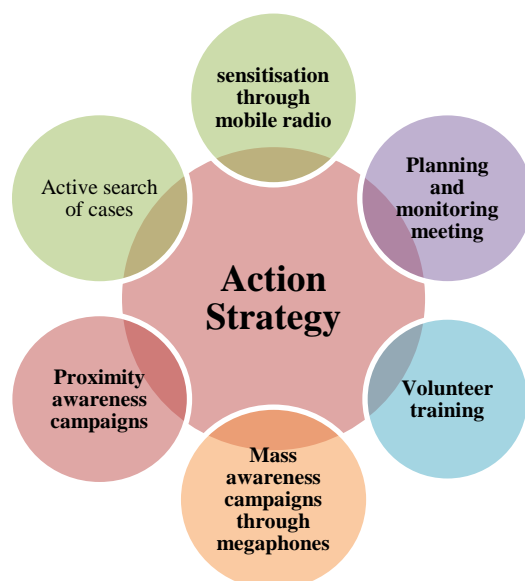 sensitisation
through
mobile radio
Planning
and
monitoring
meeting
Volunteer
training
Mass
awareness
campaigns
through
megaphones
Proximity
awareness
campaigns
Active search
of cases
Action
Strategy